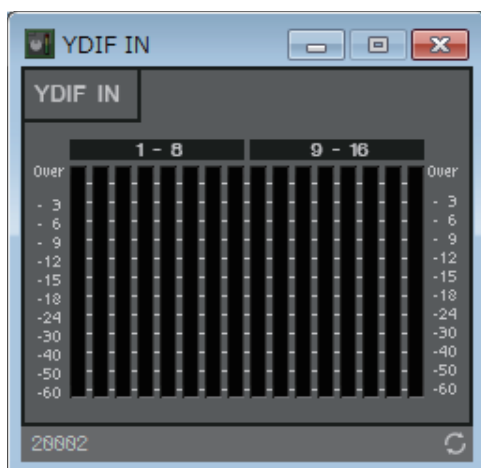 YDIF IN
YDIF IN
1 - 8 9 - 16
Over Over
- 3 - 3
- 6 - 6
- 9 - 9
-12 -12
-15 -15
-18 -18
-24 -24
-30 -30
-40 -40
-50 -50
-60 -60
20002